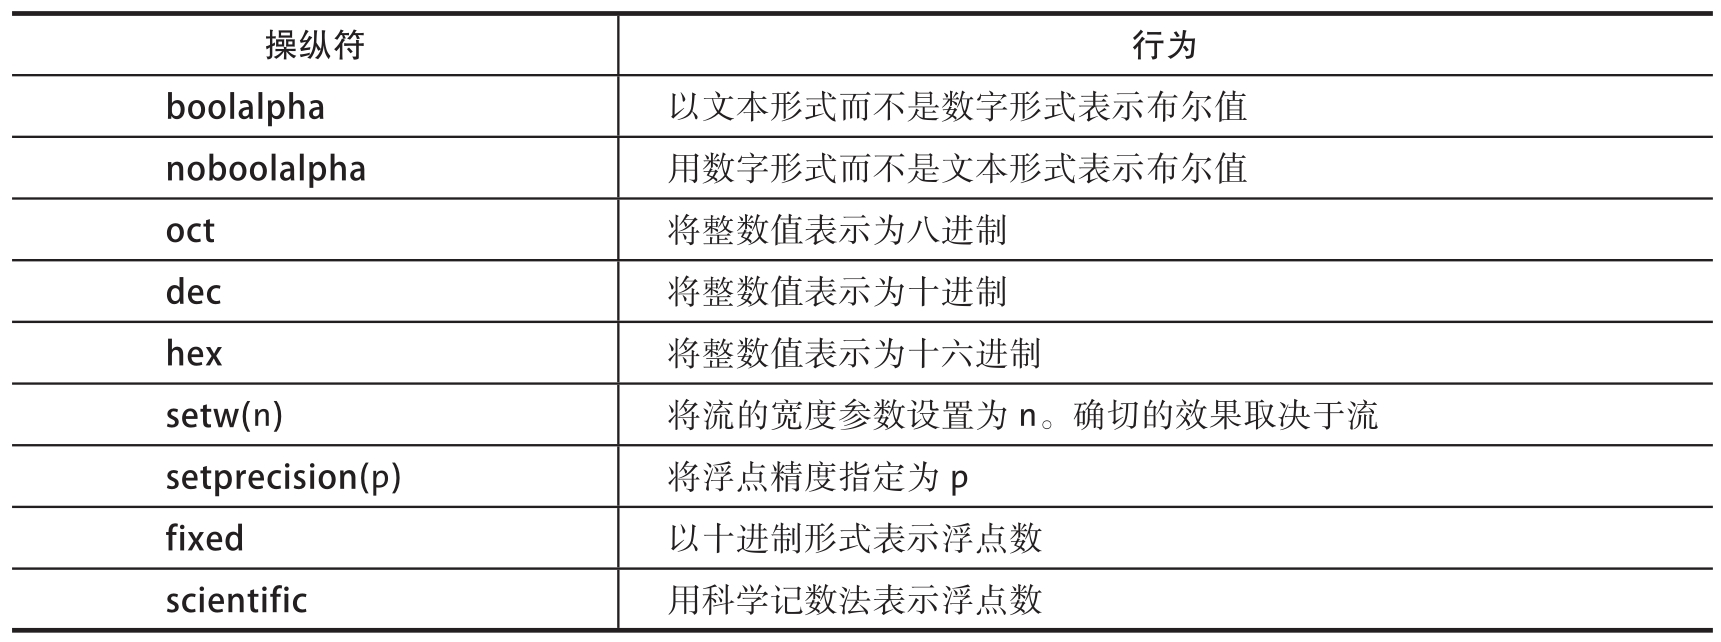 操纵符 行为
boolalpha 以文本形式而不是数字形式表示布尔值
noboolalpha 用数字形式而不是文本形式表示布尔值
oct 将整数值表示为八进制
dec 将整数值表示为十进制
hex 将整数值表示为十六进制
setw(n) 将流的宽度参数设置为 n。确切的效果取决于流
setprecision(p) 将浮点精度指定为 p
fixed 以十进制形式表示浮点数
scientific 用科学记数法表示浮点数